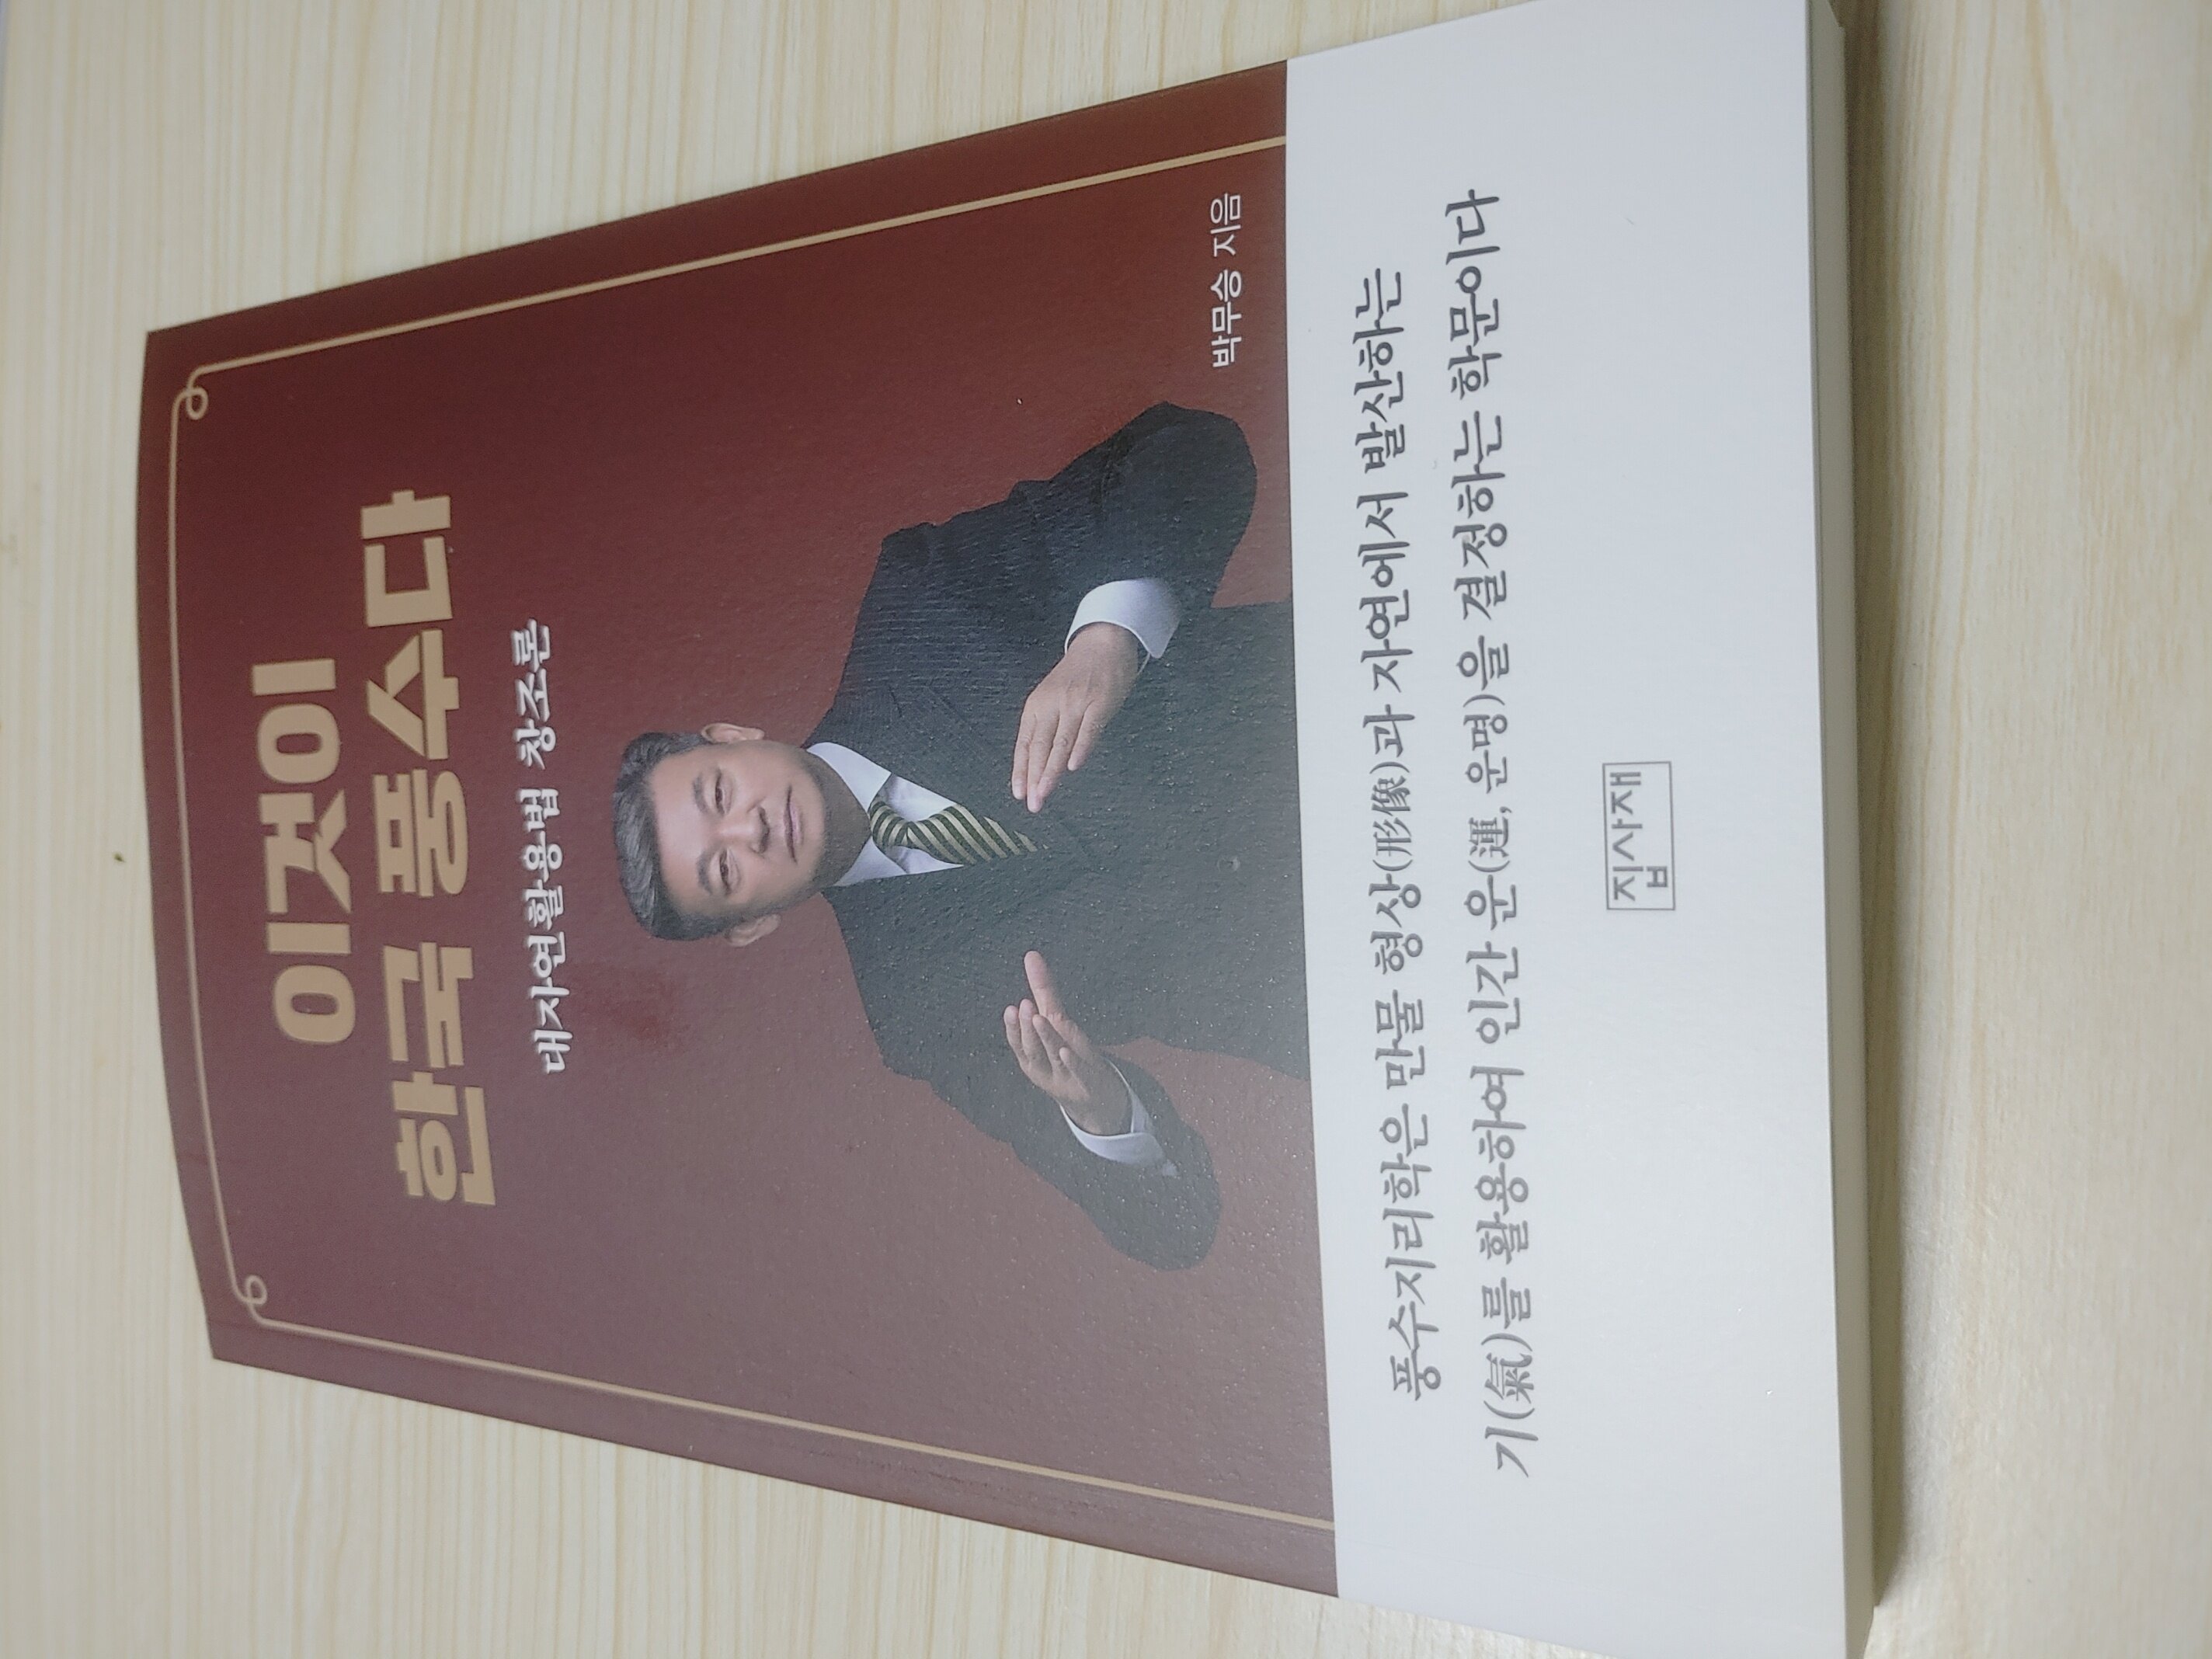 이것이
한국 풍수다
대자연활용법 창조론
박무승 지음
풍수지리학은 만물 형상(形像)과 자연에서 발산하는
기(氣)를 활용하여 인간 운(運, 운명)을 결정하는 학문이다
집사재